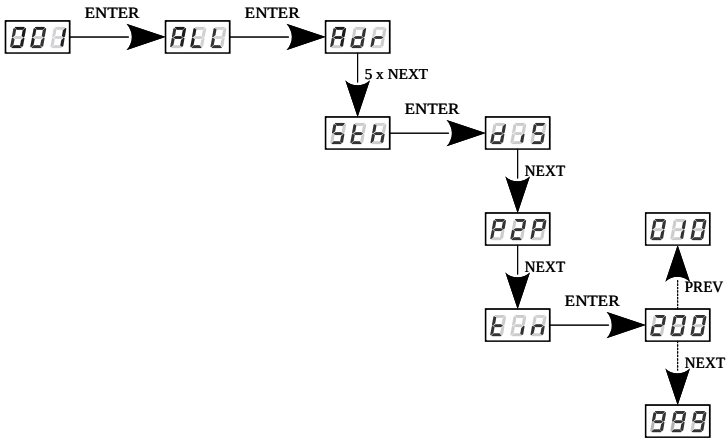 ENTER
ENTER
001
ALL
Adr
5 x NEXT
ENTER
Sth
diS
NEXT
P2P
010
NEXT
PREV
ENTER
tin
200
NEXT
999